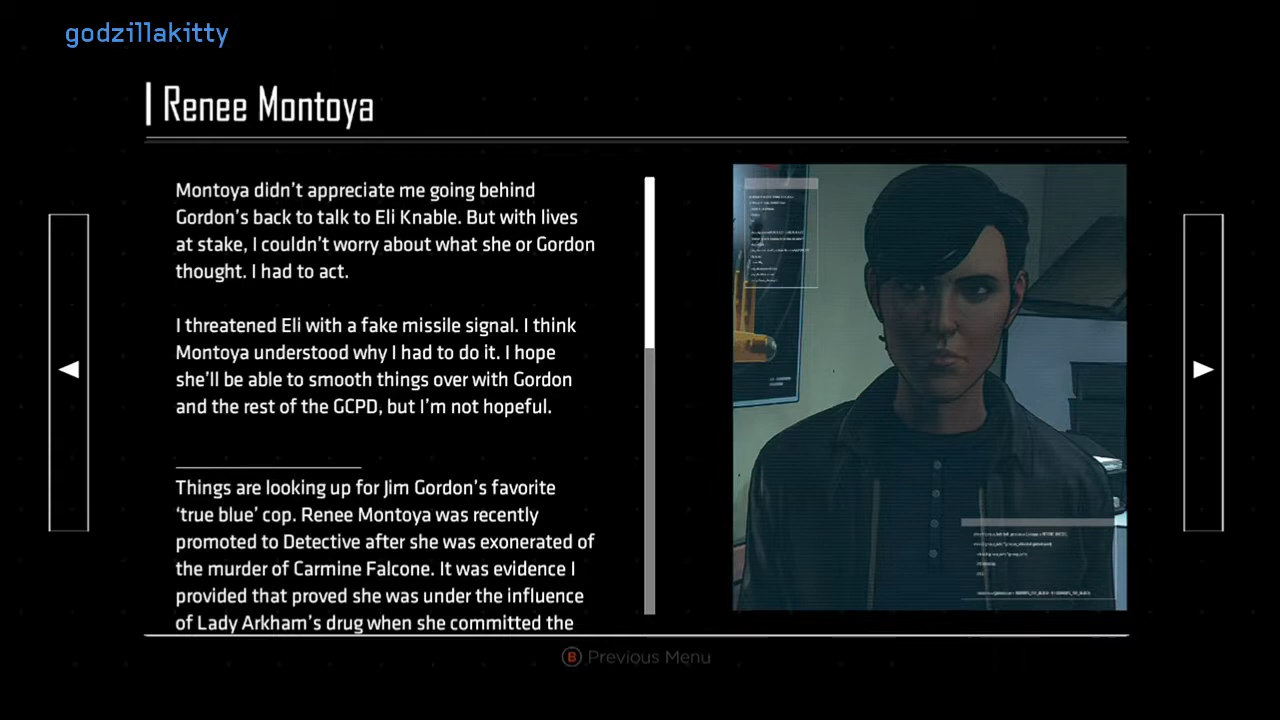 godzillakitty
Renee Montoya
Montoya didn't appreciate me going behind
Gordon's back to talk to Eli Knable. But with lives
at stake, I couldn't worry about what she or Gordon
thought. I had to act.
I threatened Eli with a fake missile signal. I think
Montoya understood why I had to do it. I hope
she'll be able to smooth things over with Gordon
and the rest of the GCPD, but I'm not hopeful.
Things are looking up for Jim Gordon's favorite
'true blue' cop. Renee Montoya was recently
promoted to Detective after she was exonerated of
the murder of Carmine Falcone. It was evidence I
provided that proved she was under the influence
of Lady Arkham's drug when she committed the
B Previous Menu